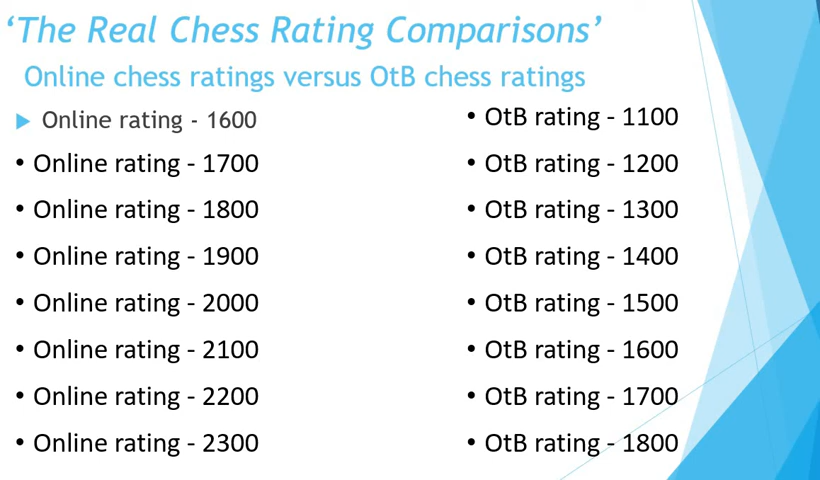 ‘The Real Chess Rating Comparisons’
Online chess ratings versus OtB chess ratings
Online rating - 1600
OtB rating - 1100
Online rating - 1700
OtB rating - 1200
Online rating - 1800
OtB rating - 1300
Online rating - 1900
OtB rating - 1400
Online rating - 2000
OtB rating - 1500
Online rating - 2100
OtB rating - 1600
Online rating - 2200
OtB rating - 1700
Online rating - 2300
OtB rating - 1800